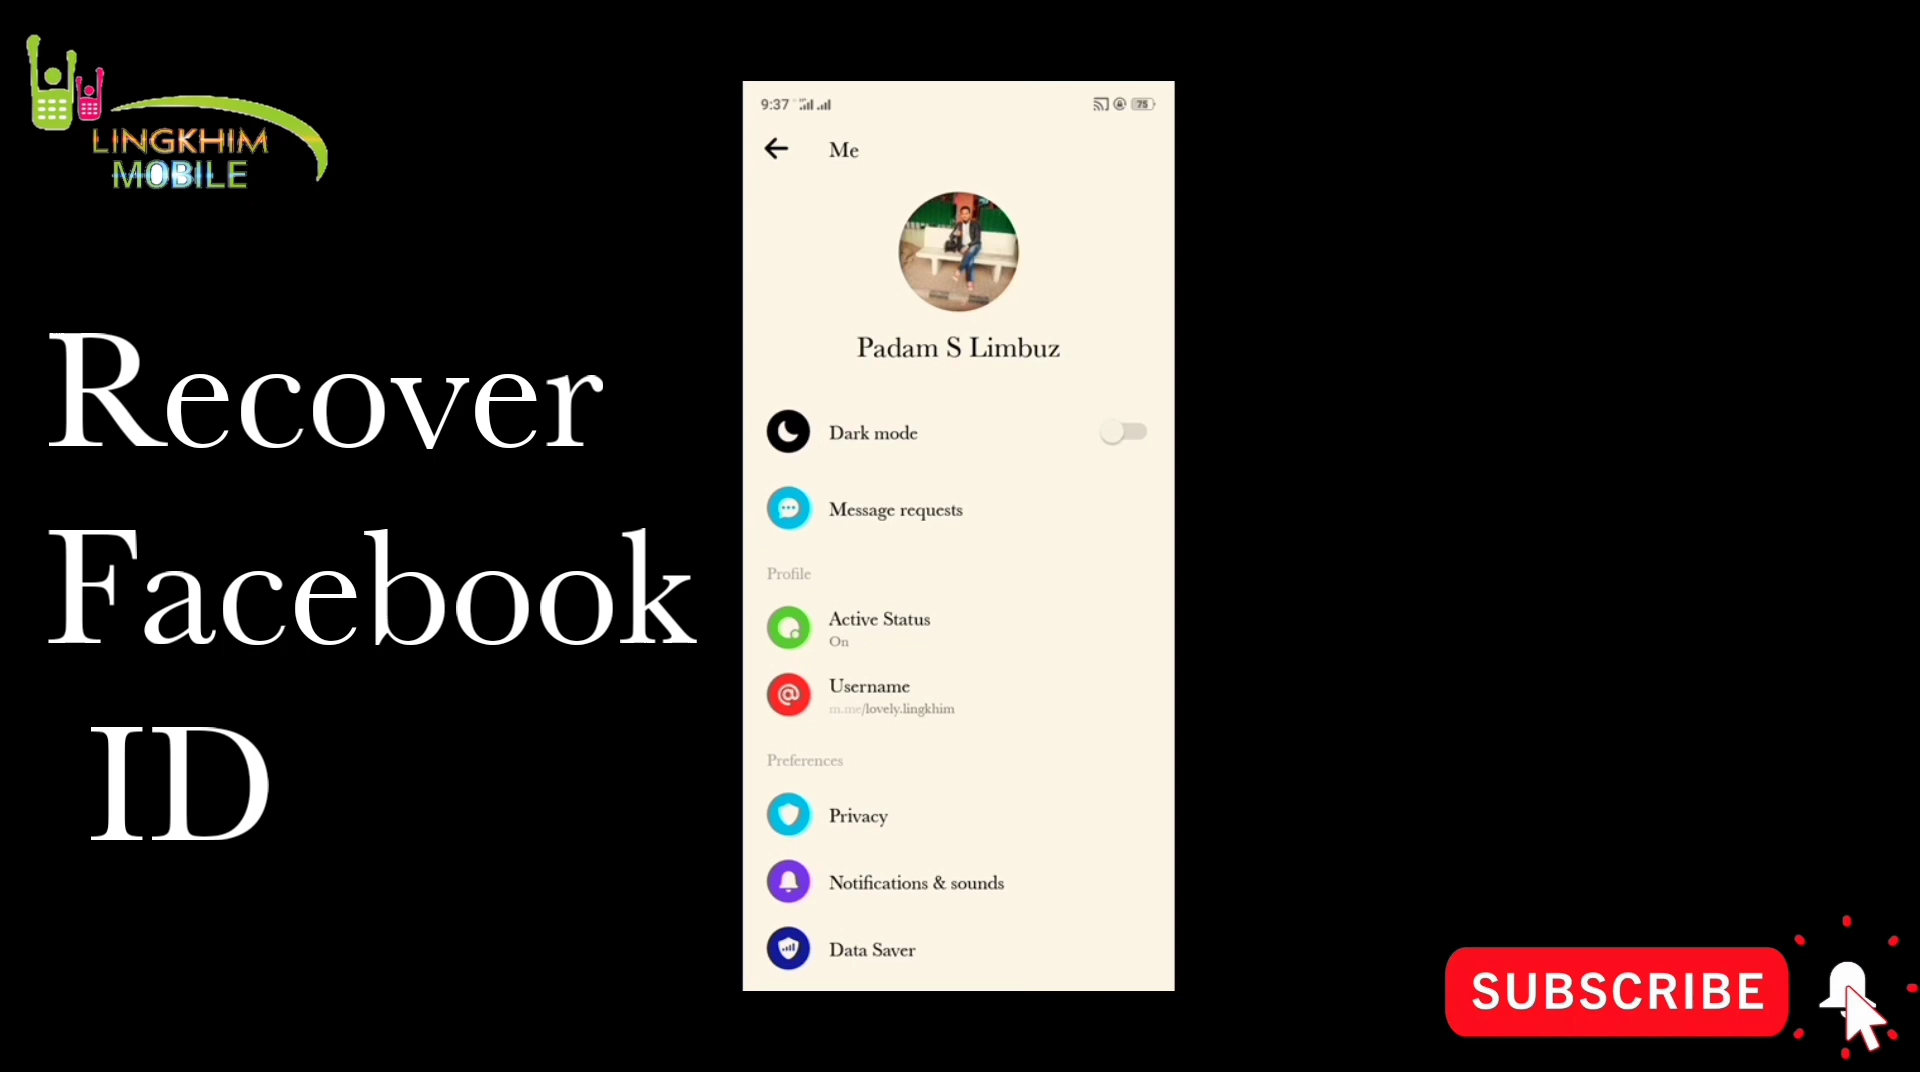 LINGKHIM
MOBILE
Recover
Facebook
ID
9:37
75
Me
Padam S Limbuz
Dark mode
Message requests
Profile
Active Status
On
Username
m.me/lovely.lingkhim
Preferences
Privacy
Notifications & sounds
Data Saver
SUBSCRIBE